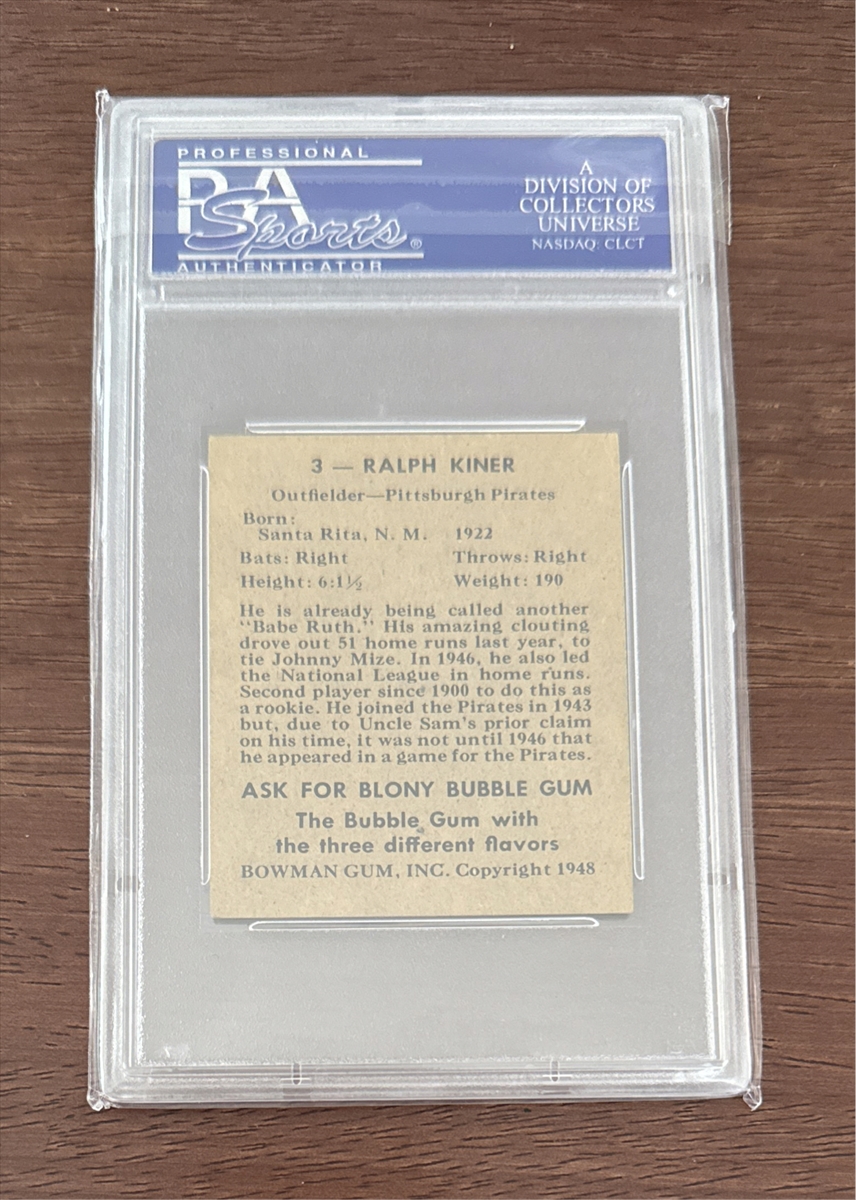 PROFESSIONAL
PSA
Sports®
AUTHENTICATOR
A
DIVISION OF
COLLECTORS
UNIVERSE
NASDAQ: CLCT
3 — RALPH KINER
Outfielder—Pittsburgh Pirates
Born:
Santa Rita, N. M. 1922
Bats: Right Throws: Right
Height: 6:1½ Weight: 190
He is already being called another
"Babe Ruth." His amazing clouting
drove out 51 home runs last year, to
tie Johnny Mize. In 1946, he also led
the National League in home runs.
Second player since 1900 to do this as
a rookie. He joined the Pirates in 1943
but, due to Uncle Sam's prior claim
on his time, it was not until 1946 that
he appeared in a game for the Pirates.
ASK FOR BLONY BUBBLE GUM
The Bubble Gum with
the three different flavors
BOWMAN GUM, INC. Copyright 1948